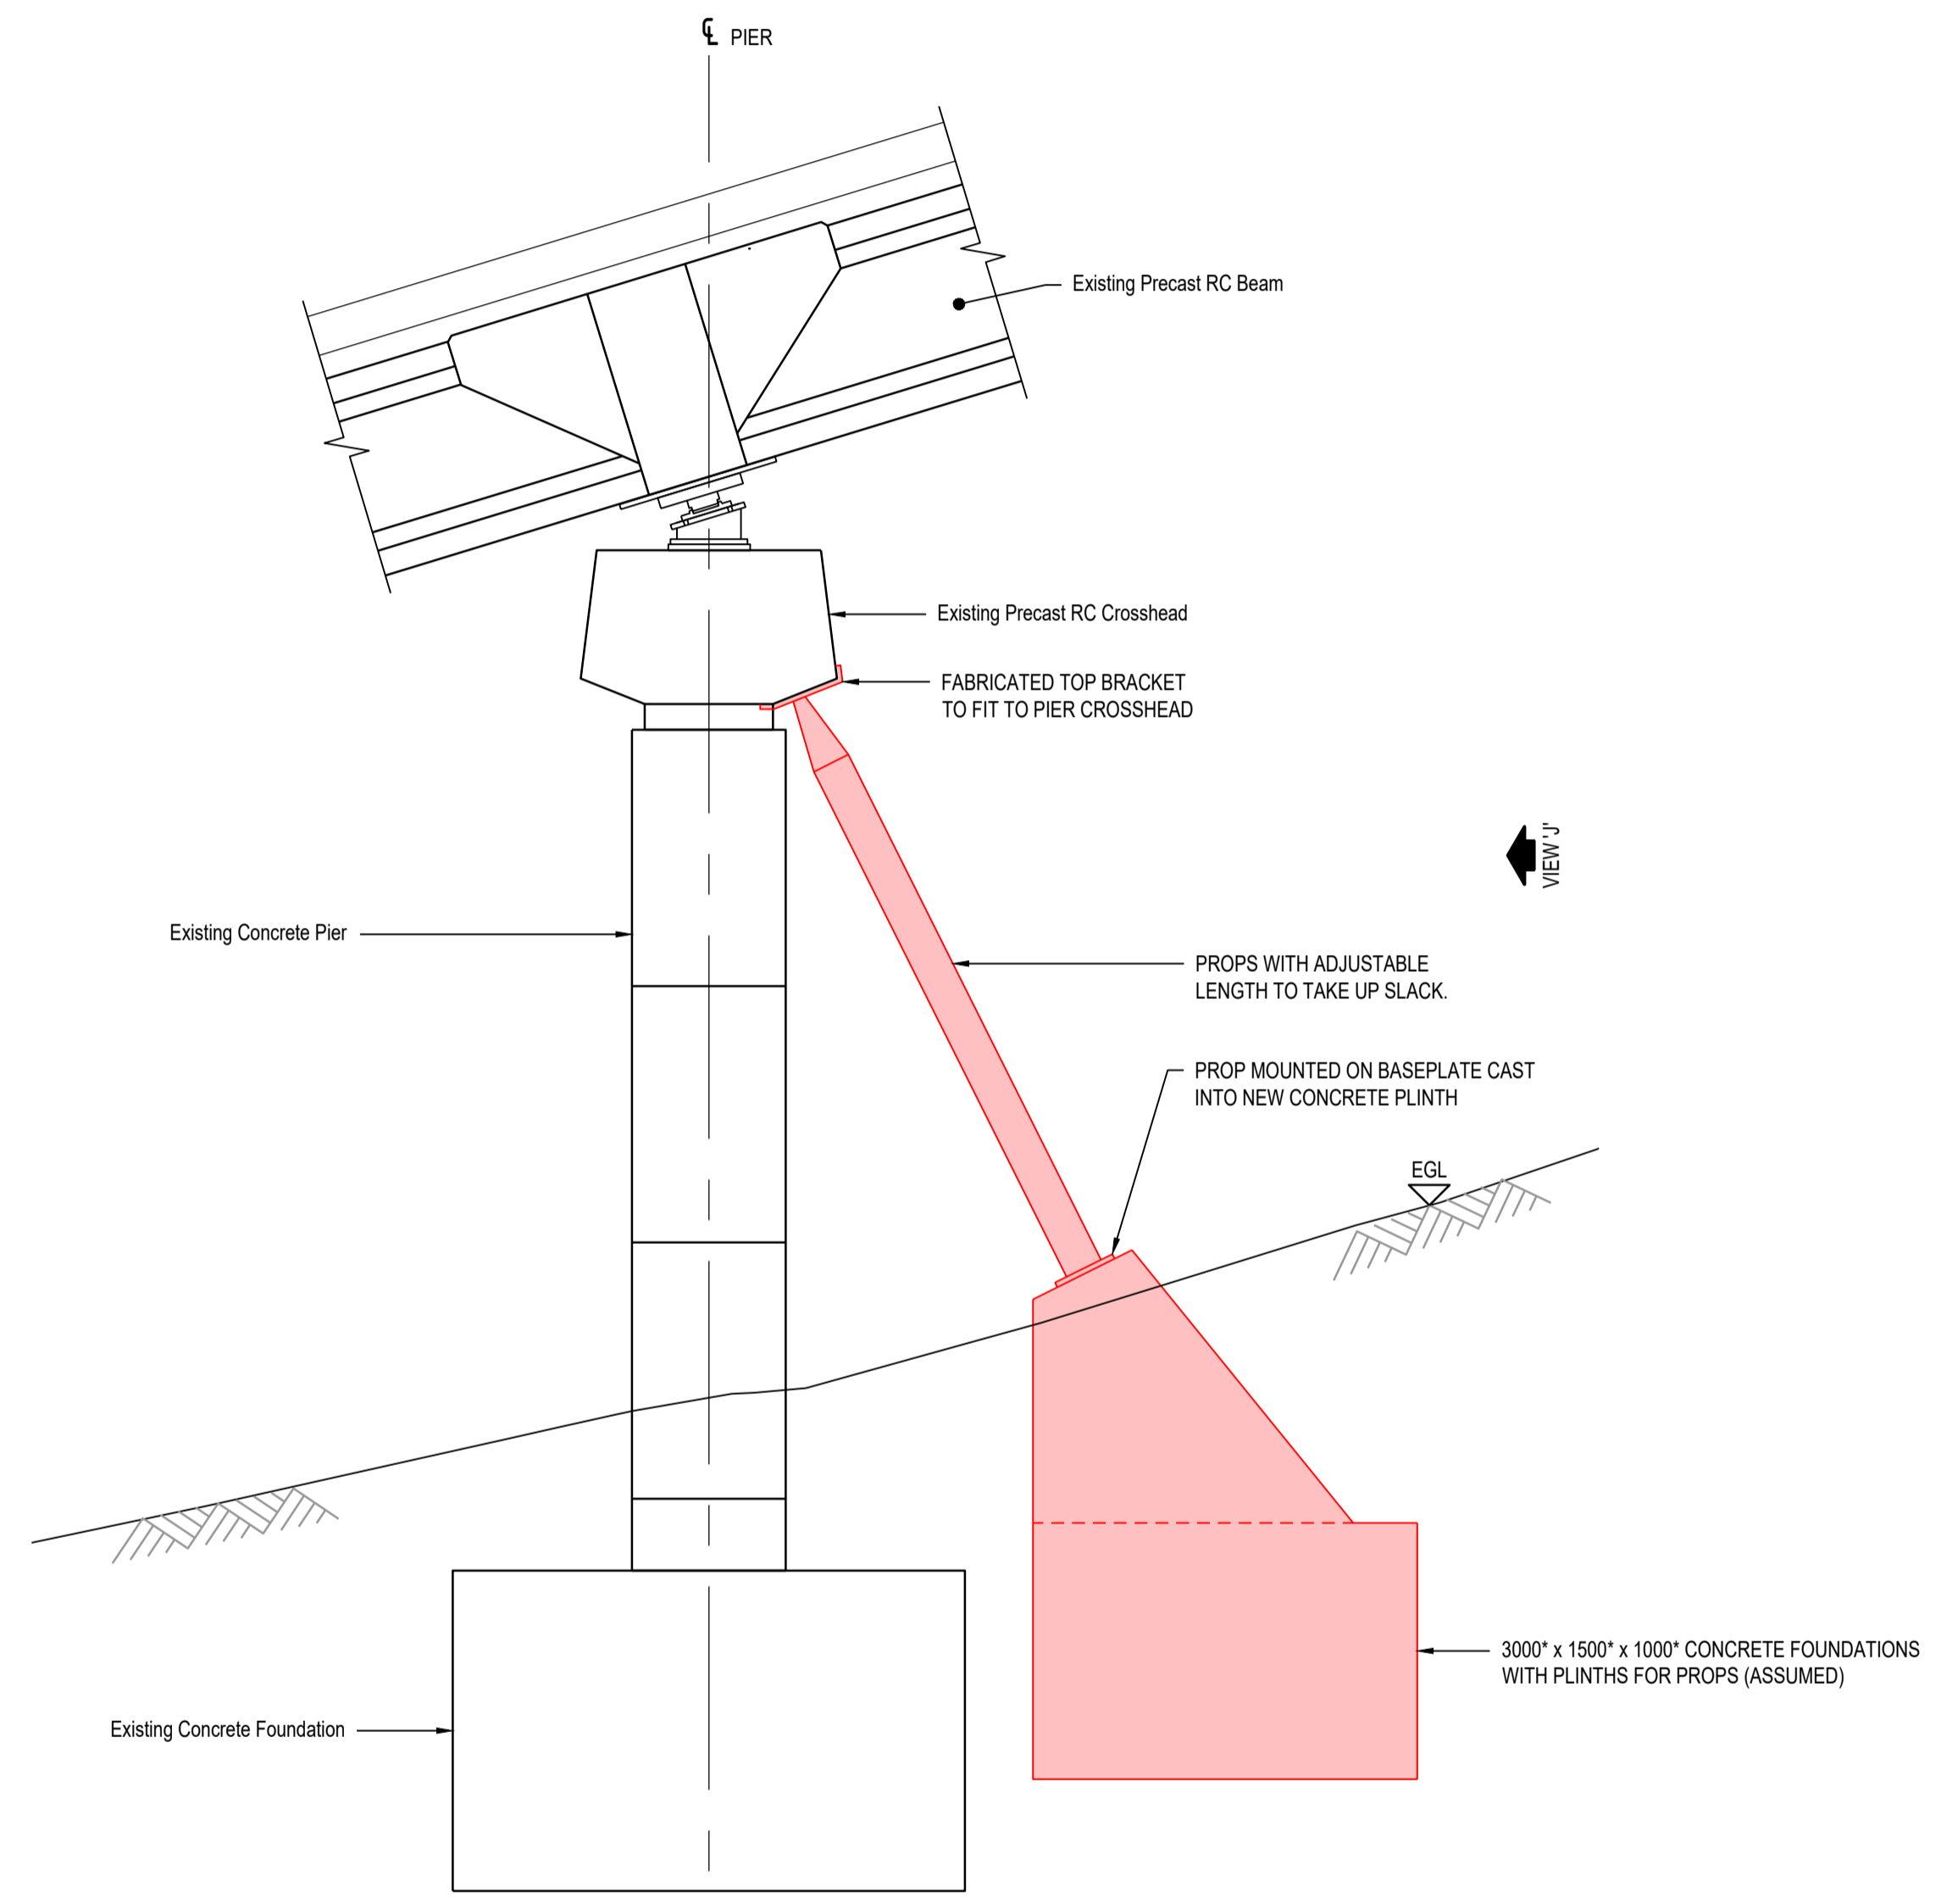 ℄ PIER
Existing Precast RC Beam
Existing Precast RC Crosshead
FABRICATED TOP BRACKET
TO FIT TO PIER CROSSHEAD
VIEW 'J'
Existing Concrete Pier
PROPS WITH ADJUSTABLE
LENGTH TO TAKE UP SLACK.
PROP MOUNTED ON BASEPLATE CAST
INTO NEW CONCRETE PLINTH
EGL
3000* x 1500* x 1000* CONCRETE FOUNDATIONS
WITH PLINTHS FOR PROPS (ASSUMED)
Existing Concrete Foundation